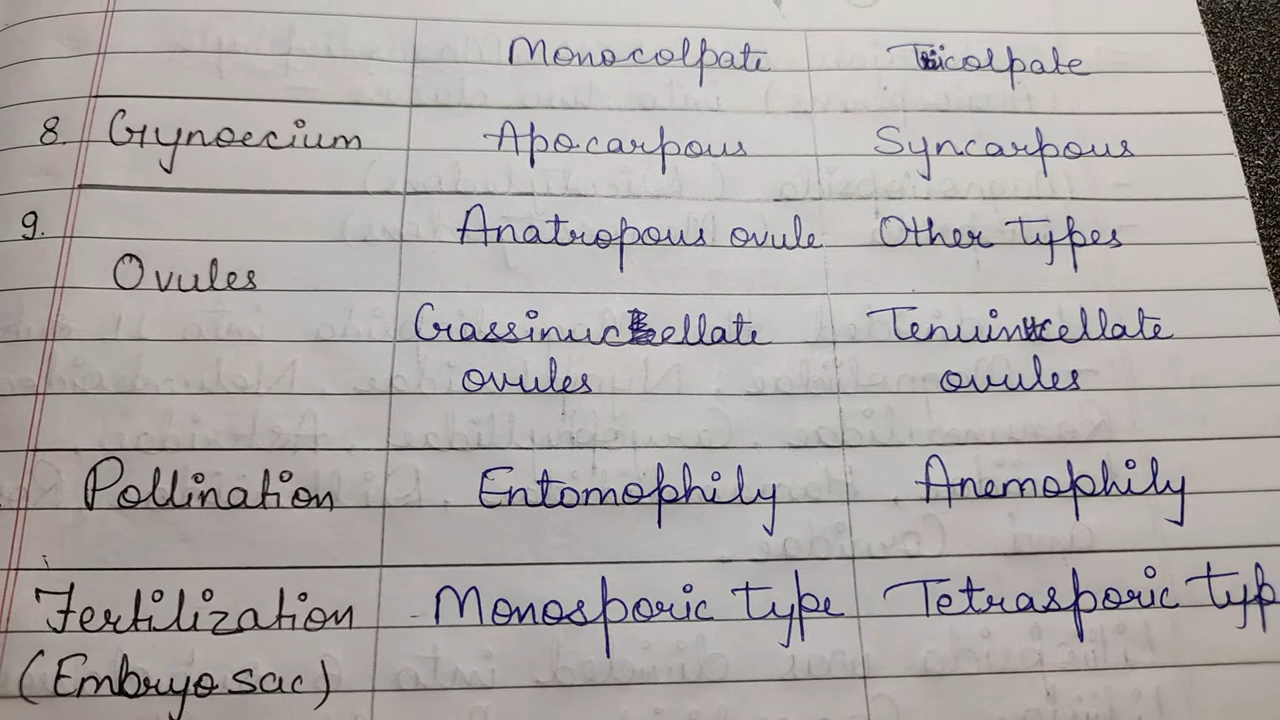 Monocolpate Tricolpate
8. Gynoecium Apocarpous Syncarpous
9. Anatropous ovule Other types
Ovules
Crassinucellate Tenuinucellate
ovules ovules
Pollination Entomophily Anemophily
Fertilization Monosporic type Tetrasporic typ
(Embryo sac)